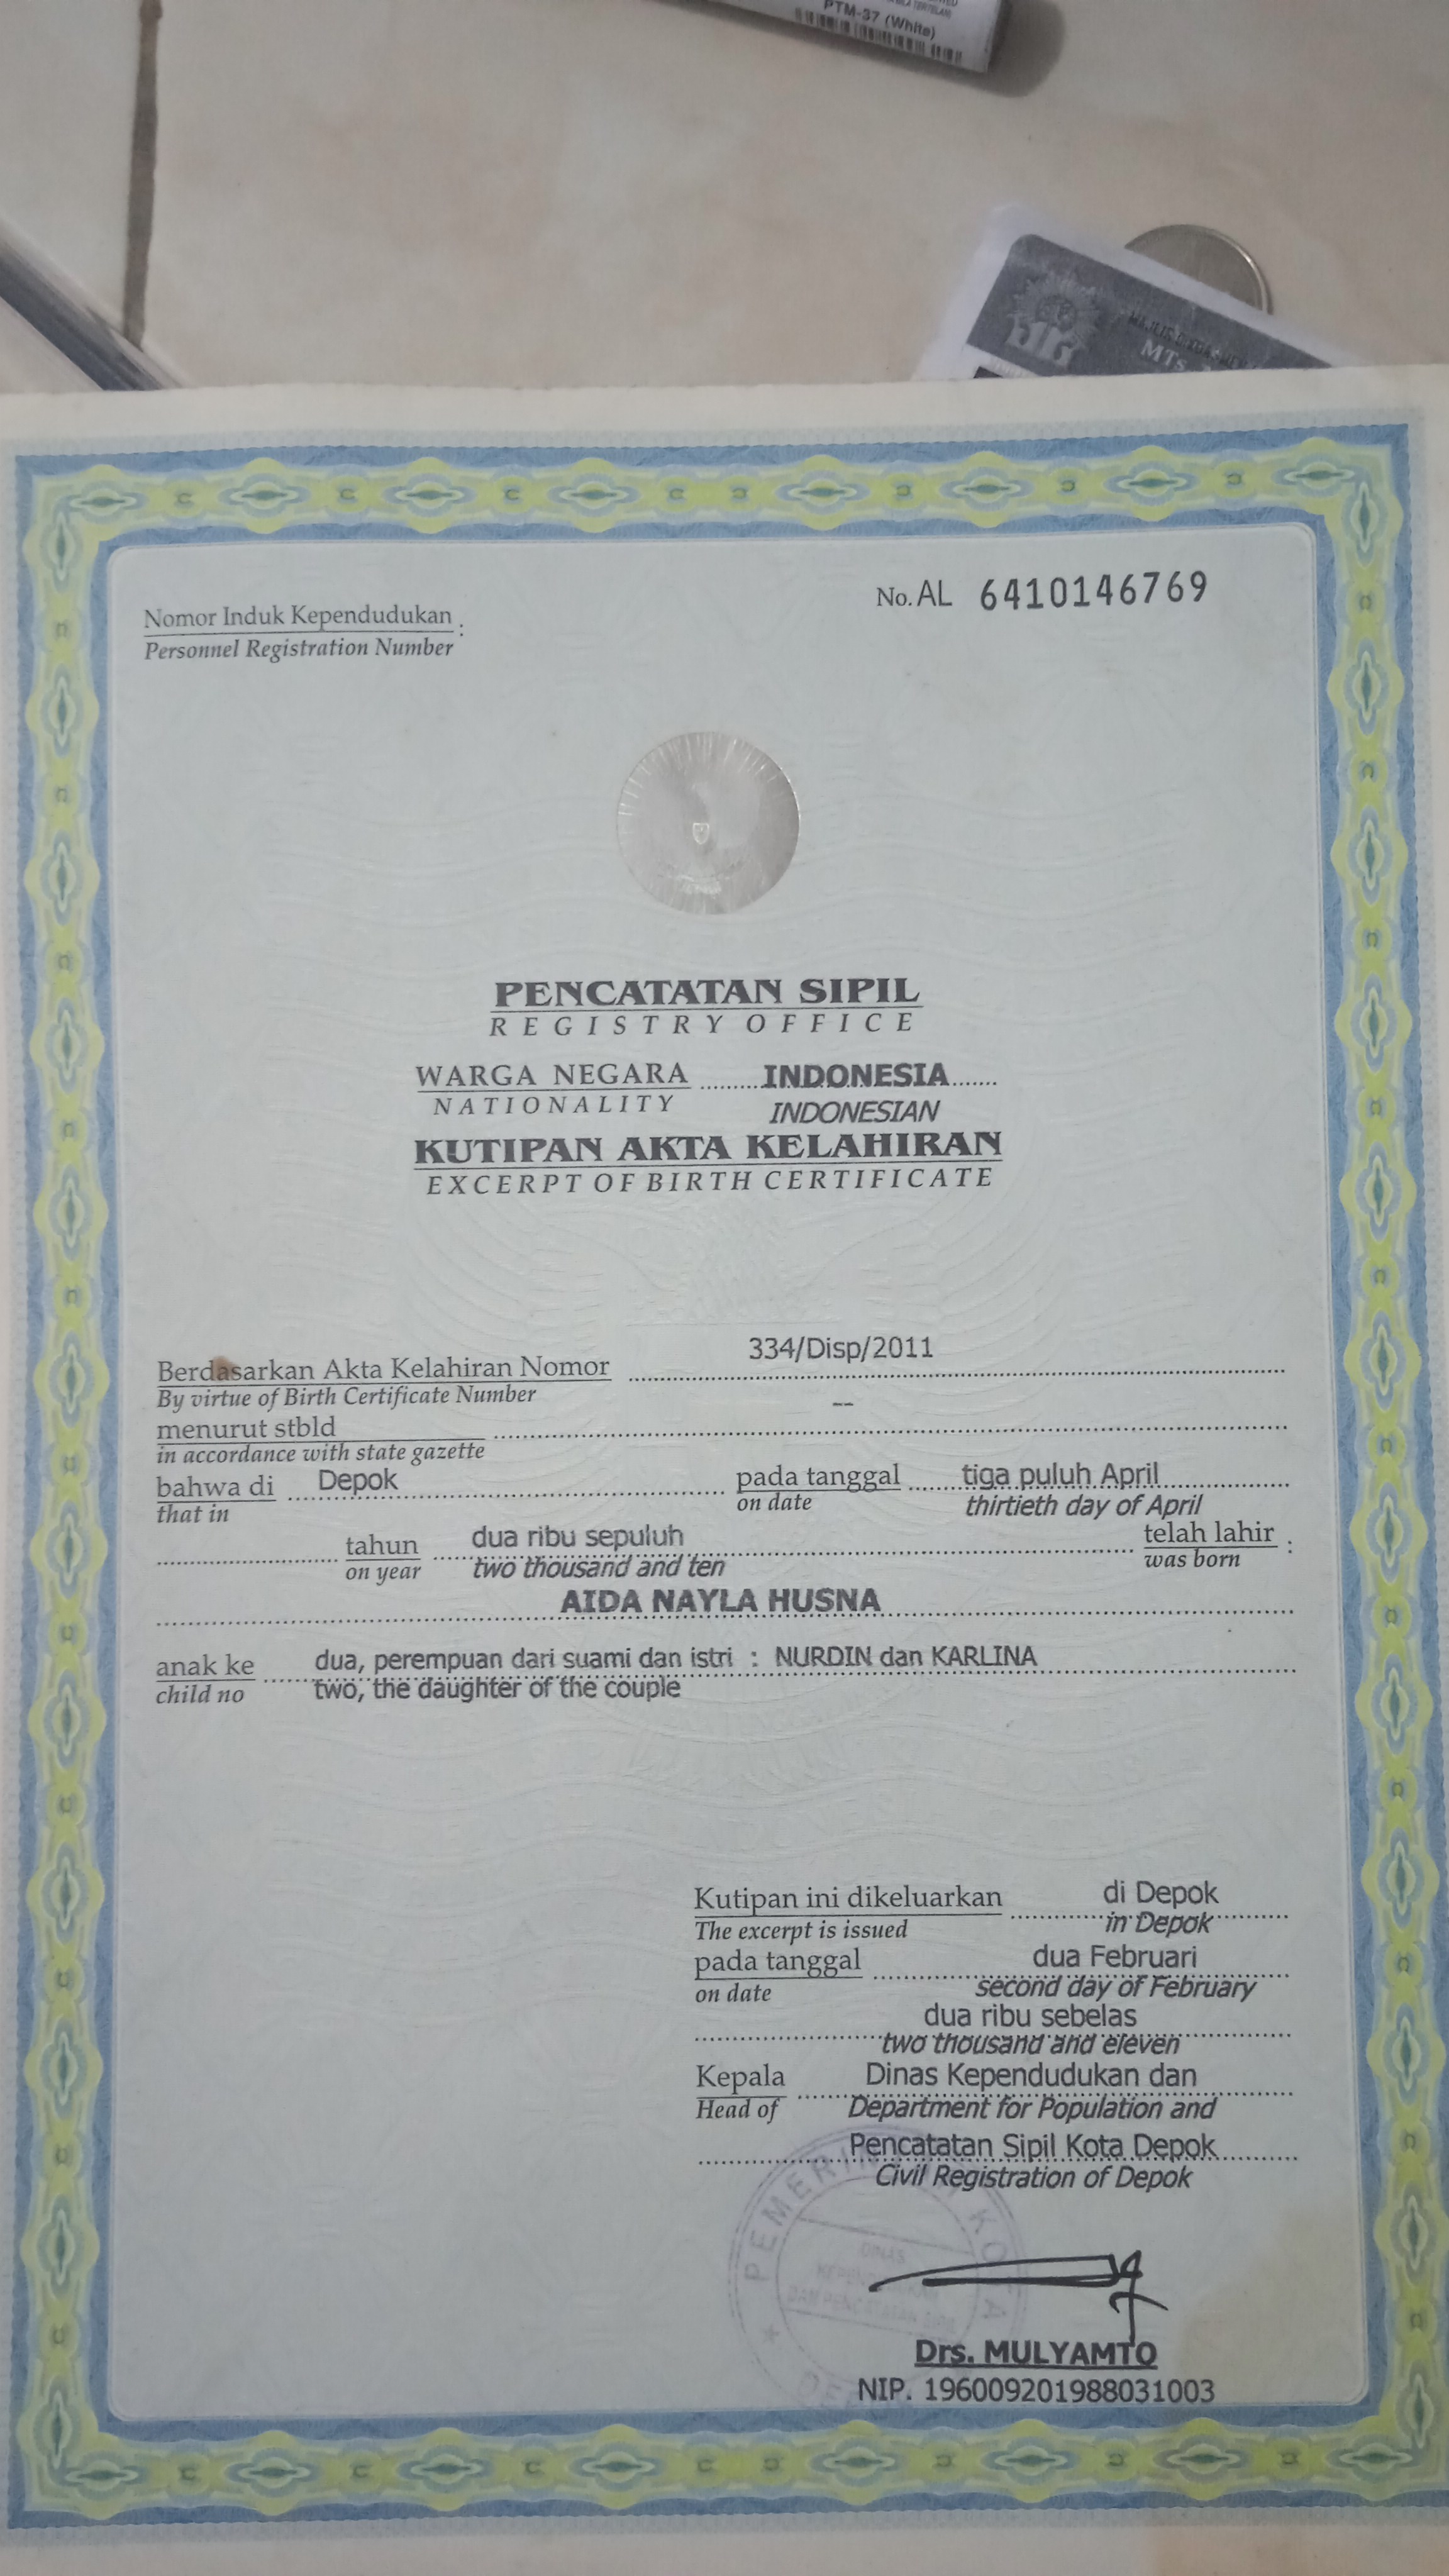 PTM-37 (White)
MTs.
No. AL 6410146769
Nomor Induk Kependudukan :
Personnel Registration Number
PENCATATAN SIPIL
REGISTRY OFFICE
WARGA NEGARA INDONESIA
NATIONALITY INDONESIAN
KUTIPAN AKTA KELAHIRAN
EXCERPT OF BIRTH CERTIFICATE
334/Disp/2011
Berdasarkan Akta Kelahiran Nomor
By virtue of Birth Certificate Number
--
menurut stbld
in accordance with state gazette
bahwa di Depok pada tanggal tiga puluh April
that in on date thirtieth day of April
tahun dua ribu sepuluh telah lahir :
on year two thousand and ten was born
AIDA NAYLA HUSNA
anak ke dua, perempuan dari suami dan istri : NURDIN dan KARLINA
child no two, the daughter of the couple
Kutipan ini dikeluarkan di Depok
The excerpt is issued in Depok
pada tanggal dua Februari
on date second day of February
dua ribu sebelas
two thousand and eleven
Kepala Dinas Kependudukan dan
Head of Department for Population and
Pencatatan Sipil Kota Depok
Civil Registration of Depok
DINAS
Drs. MULYAMTO
NIP. 196009201988031003